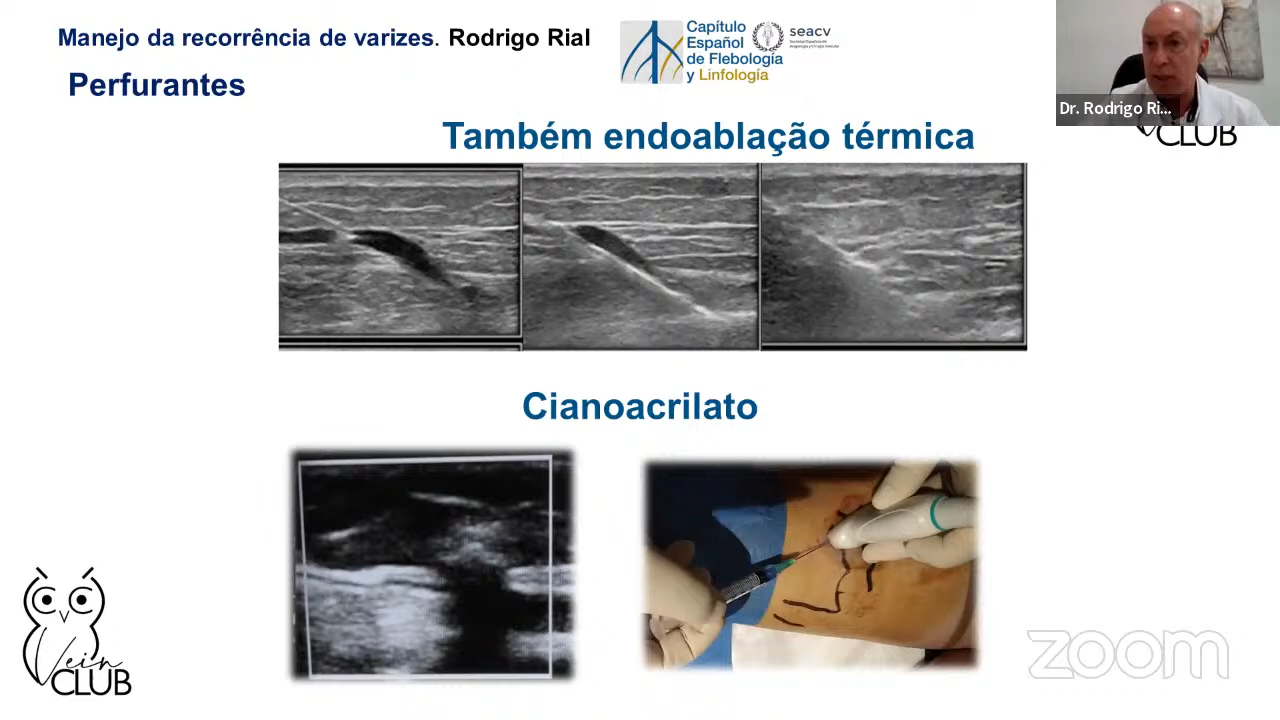 Manejo da recorrência de varizes. Rodrigo Rial
Perfurantes
Capítulo
Español
de Flebología
y Linfología
seacv
Dr. Rodrigo Ri...
CLUB
Também endoablação térmica
Cianoacrilato
Vein
CLUB
zoom